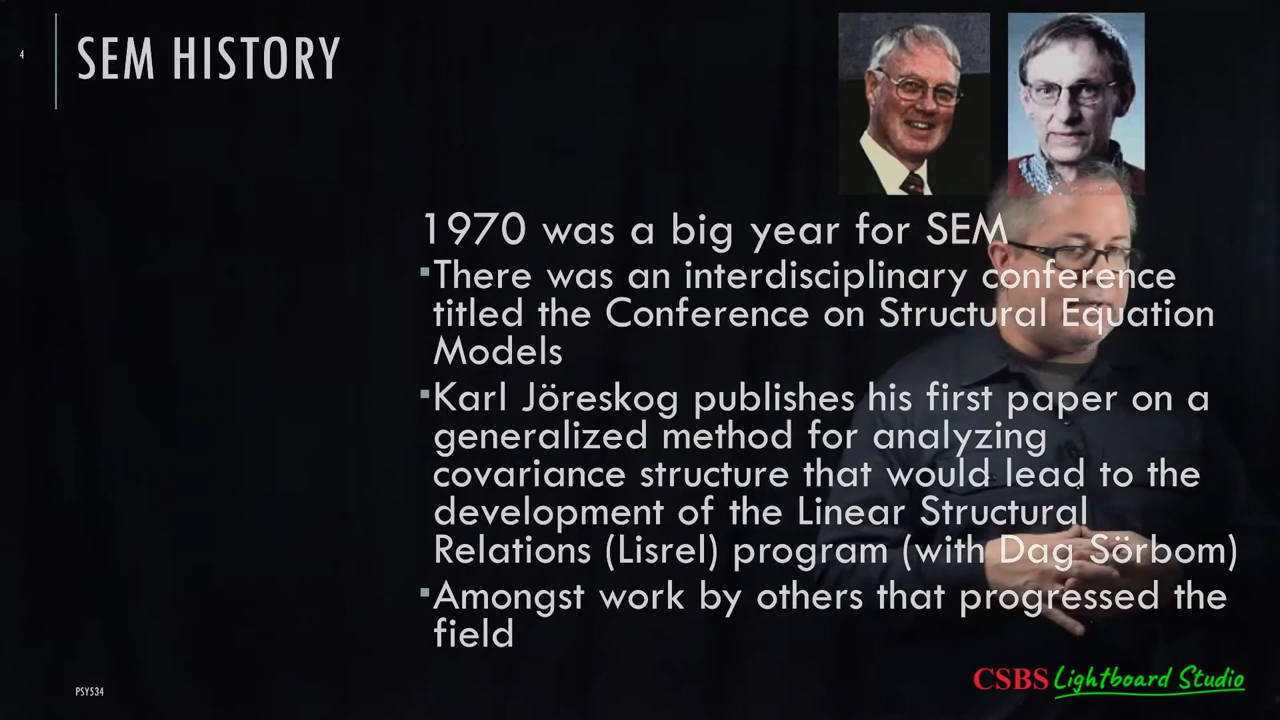 4
SEM HISTORY
1970 was a big year for SEM
▪There was an interdisciplinary conference
titled the Conference on Structural Equation
Models
▪Karl Jöreskog publishes his first paper on a
generalized method for analyzing
covariance structure that would lead to the
development of the Linear Structural
Relations (Lisrel) program (with Dag Sörbom)
▪Amongst work by others that progressed the
field
PSY534
CSBS Lightboard Studio